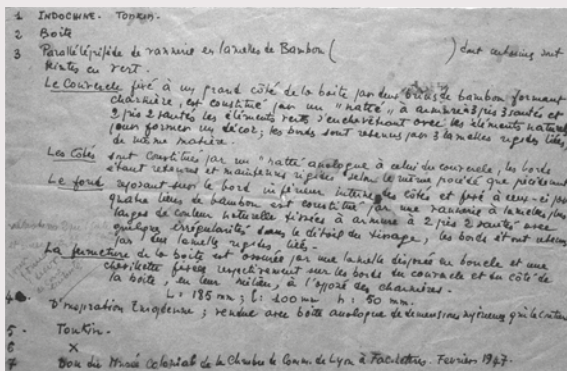 1 INDOCHINE. TONKIN.
2 Boîte
3 Parallélépipède de vannerie en lamelles de Bambou ( ) dont certaines sont
teintes en vert.
Le Couvercle fixé à un grand côté de la boîte par deux liens de bambou formant
charnière, est constitué par un "natté", à armure 3 pris 3 sautés et
2 pris 2 sautés les éléments verts s'enchevêtrant avec les éléments naturels
pour former un décor; les bords sont retenus par 3 lamelles rigides liées,
de même matière.
Les Côtés sont constitués par un "natté" analogue à celui du couvercle, les bords
étant retenus et maintenus rigides selon le même procédé que précédemment
Le fond reposant sur le bord inférieur interne des côtés et fixé à ceux-ci par
quatre liens de bambou est constitué par une vannerie à lamelles plus
larges de couleur naturelle tissées à armure à 2 pris 2 sautés avec
quelques irrégularités dans le détail du tissage, les bords étant retenus
par des lamelle rigides, liées.
La fermeture de la boîte est assurée par une lamelle disposée en boucle et une
chevillette fixées respectivement sur les bords du couvercle et du côté de
la boîte, en leur milieu, à l'opposé des charnières.
4 L: 185 mm; l: 100 mm h: 50 mm.
D'inspiration ; vendue avec boîte analogue de dimensions
5 Tonkin.
6 X
7 Don du Musée Colonial de la Chambre de Comm. de Lyon à Fac. Lettres. Fevrier 1947.